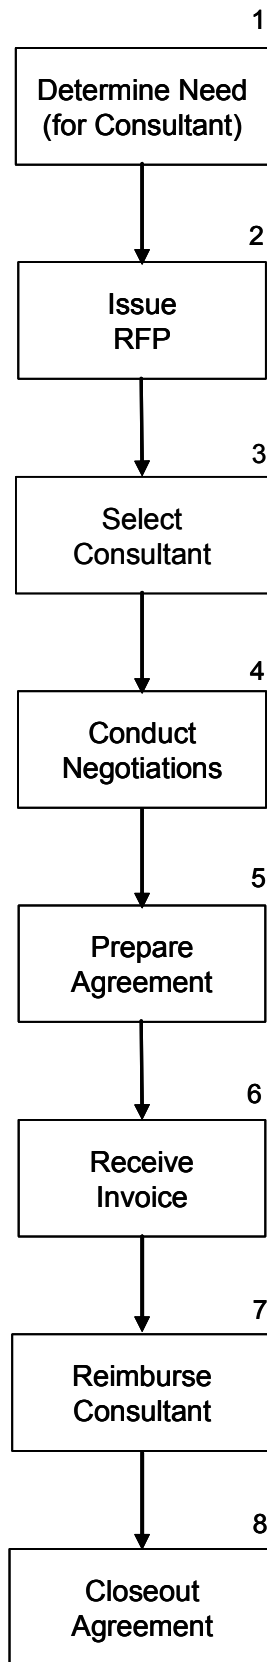 1
Determine Need
(for Consultant)
2
Issue
RFP
3
Select
Consultant
4
Conduct
Negotiations
5
Prepare
Agreement
6
Receive
Invoice
7
Reimburse
Consultant
8
Closeout
Agreement